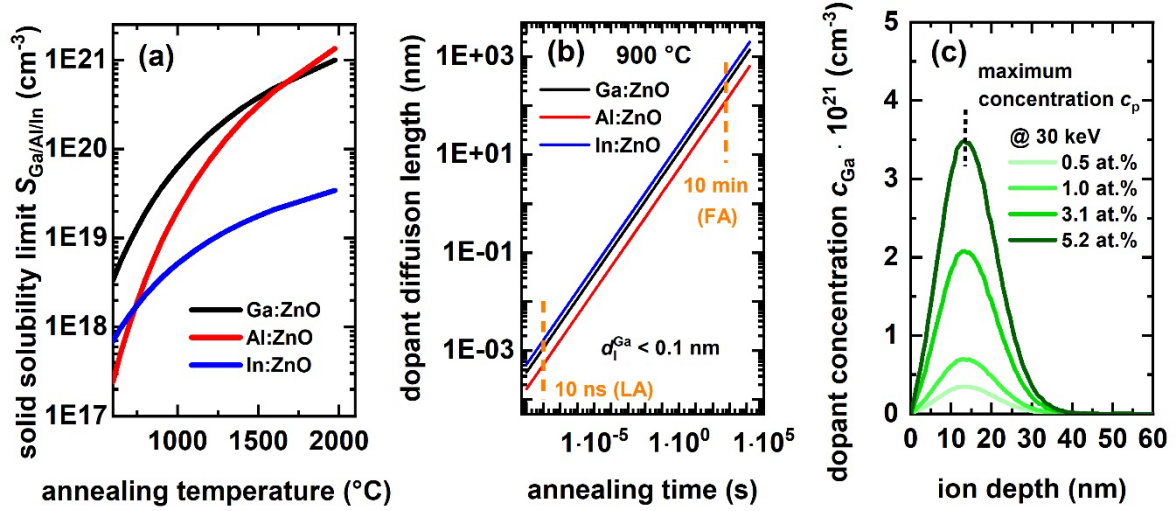 (a)
solid solubility limit S_Ga/Al/In (cm⁻³)
1E21
1E20
1E19
1E18
1E17
Ga:ZnO
Al:ZnO
In:ZnO
1000
1500
2000
annealing temperature (°C)
(b)
900 °C
dopant diffuison length (nm)
1E+03
1E+01
1E-01
1E-03
Ga:ZnO
Al:ZnO
In:ZnO
10 min
(FA)
d_l^Ga < 0.1 nm
10 ns (LA)
1·10⁻⁵
1·10⁰
1·10⁵
annealing time (s)
(c)
dopant concentration c_Ga · 10²¹ (cm⁻³)
5
4
3
2
1
0
maximum
concentration c_p
@ 30 keV
0.5 at.%
1.0 at.%
3.1 at.%
5.2 at.%
0
10
20
30
40
50
60
ion depth (nm)